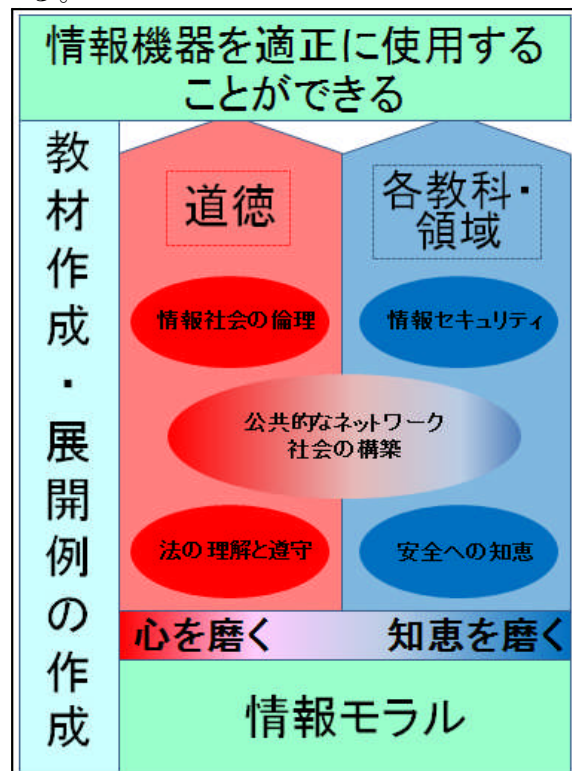 る。
情報機器を適正に使用する
ことができる
教材作成・展開例の作成
道徳
各教科・
領域
情報社会の倫理
情報セキュリティ
公共的なネットワーク
社会の構築
法の理解と遵守
安全への知恵
心を磨く
知恵を磨く
情報モラル